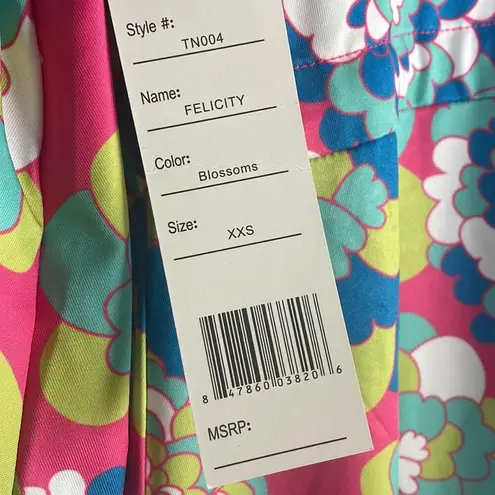 Style #: TN004
Name: FELICITY
Color: Blossoms
Size: XXS
8 47860 03820 6
MSRP: